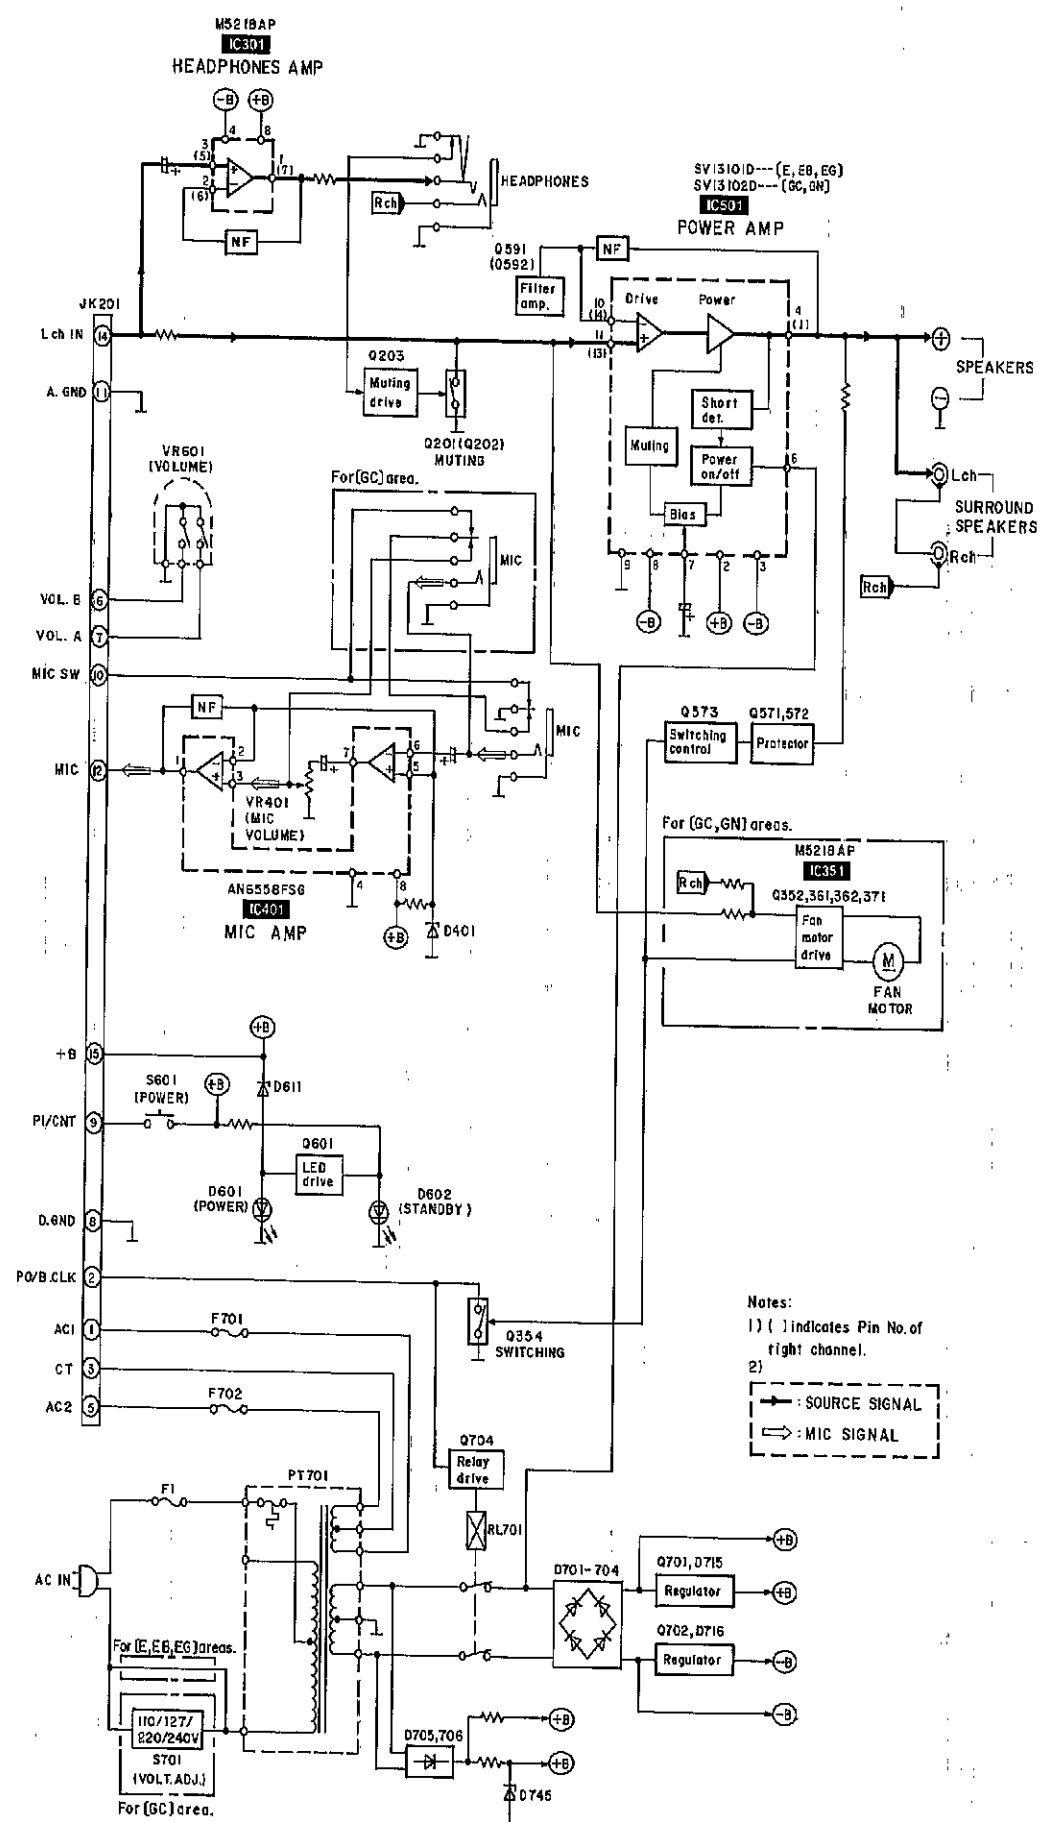 M5218AP
IC301
HEADPHONES AMP
-B
+B
4
8
3
(5)
1
(7)
2
(6)
NF
Rch
HEADPHONES
SV13101D---(E, EB, EG)
SV13102D---(GC, GN)
IC501
POWER AMP
Q591
(Q592)
NF
Filter
amp.
10
(14)
Drive
Power
4
(1)
11
(13)
JK201
L ch IN
14
Q203
Muting
drive
Q201(Q202)
MUTING
Short
det.
Muting
Power
on/off
6
Bias
9
8
7
2
3
-B
+B
-B
+
SPEAKERS
-
Lch
SURROUND
SPEAKERS
Rch
Rch
A. GND
11
VR601
(VOLUME)
For(GC) area.
MIC
VOL. B
6
VOL. A
7
MIC SW
10
NF
MIC
MIC
12
1
2
3
7
6
5
VR401
(MIC
VOLUME)
4
8
AN6558FSG
IC401
MIC AMP
+B
D401
Q573
Switching
control
Q571,572
Protector
For (GC,GN) areas.
M5218AP
IC351
Rch
Q352,361,362,371
Fan
motor
drive
M
FAN
MOTOR
+B
+B
15
D611
S601
(POWER)
+B
PI/CNT
9
Q601
LED
drive
D601
(POWER)
D602
(STANDBY)
D.GND
8
PO/B.CLK
2
Q354
SWITCHING
AC1
1
F701
CT
3
AC2
5
F702
Notes:
1) ( ) indicates Pin No. of
right channel.
2)
: SOURCE SIGNAL
: MIC SIGNAL
Q704
Relay
drive
RL701
PT701
F1
AC IN
D701-704
+B
Q701, D715
Regulator
+B
Q702, D716
Regulator
-B
-B
For (E,EB,EG) areas.
110/127/
220/240V
S701
(VOLT.ADJ.)
For (GC) area.
D705,706
+B
+B
D745